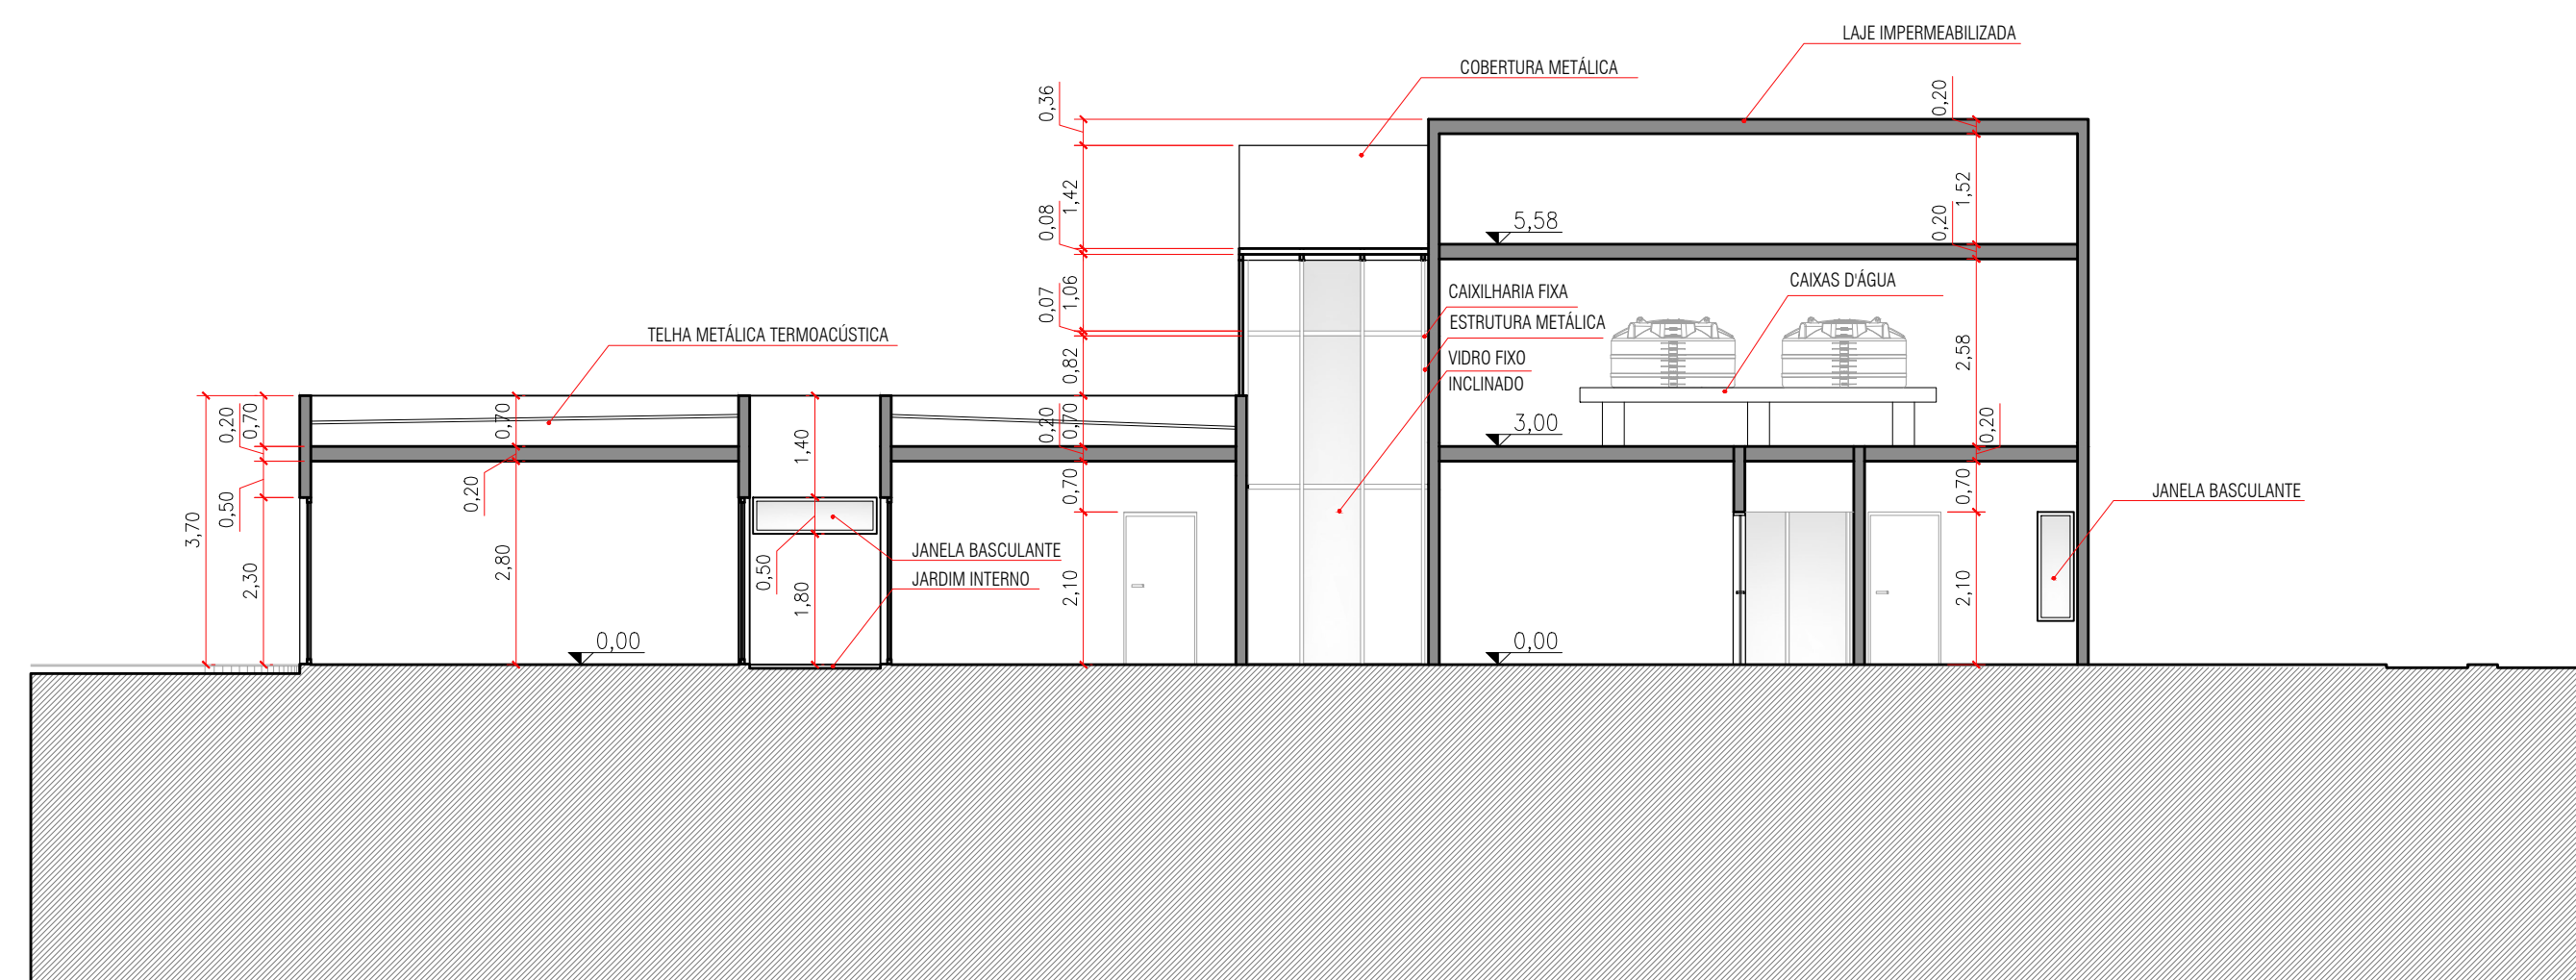 LAJE IMPERMEABILIZADA
COBERTURA METÁLICA
0,36
0,20
1,42
1,52
0,08
0,20
5,58
CAIXAS D'ÁGUA
CAIXILHARIA FIXA
1,06
0,07
ESTRUTURA METÁLICA
TELHA METÁLICA TERMOACÚSTICA
VIDRO FIXO
INCLINADO
0,82
2,58
0,20
0,70
0,70
0,20
0,70
3,00
0,20
1,40
0,20
0,50
3,70
0,70
0,70
JANELA BASCULANTE
2,30
2,80
0,50
1,80
JANELA BASCULANTE
JARDIM INTERNO
2,10
2,10
0,00
0,00